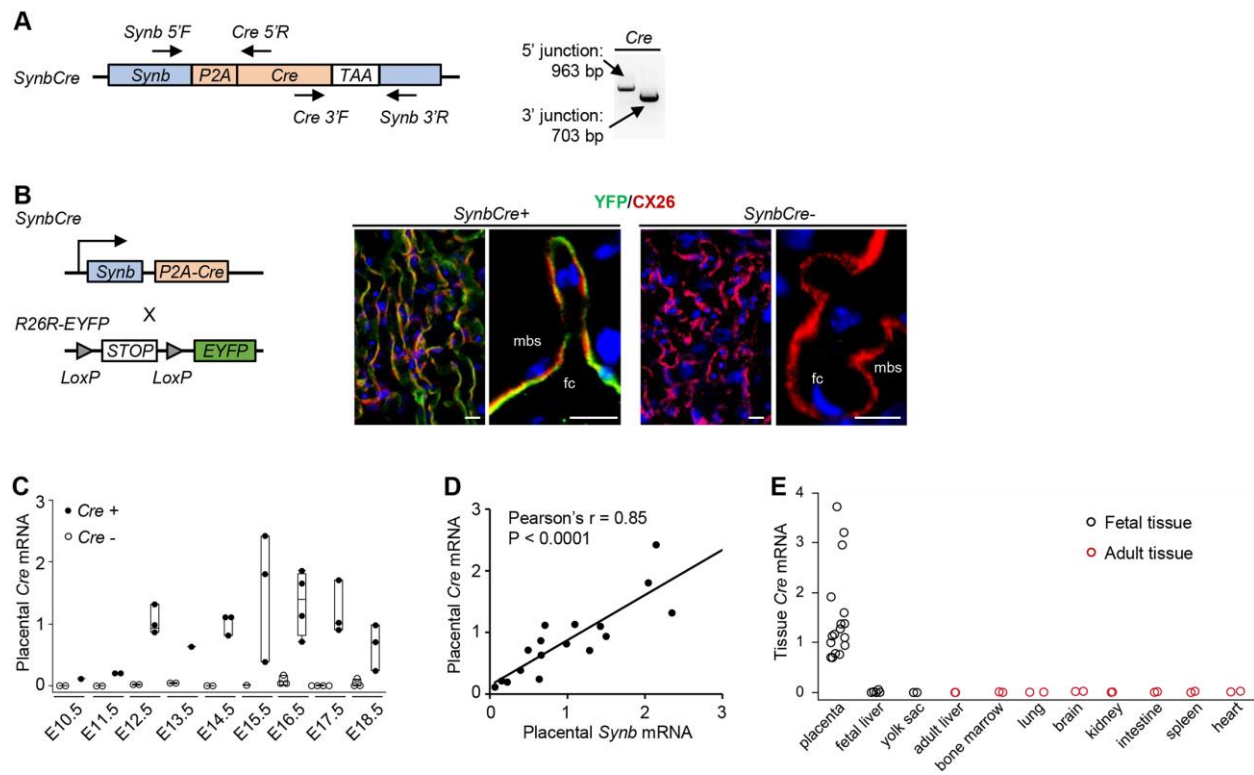 A
Synb 5'F
Cre 5'R
SynbCre
Synb
P2A
Cre
TAA
Cre 3'F
Synb 3'R
Cre
5' junction:
963 bp
3' junction:
703 bp
B
SynbCre
Synb
P2A-Cre
X
R26R-EYFP
STOP
EYFP
LoxP
LoxP
YFP/CX26
SynbCre+
SynbCre-
mbs
fc
fc
mbs
C
Placental Cre mRNA
3
2
1
0
Cre +
Cre -
E10.5
E11.5
E12.5
E13.5
E14.5
E15.5
E16.5
E17.5
E18.5
D
Placental Cre mRNA
3
2
1
0
Pearson's r = 0.85
P < 0.0001
0 1 2 3
Placental Synb mRNA
E
Tissue Cre mRNA
4
3
2
1
0
Fetal tissue
Adult tissue
placenta
fetal liver
yolk sac
adult liver
bone marrow
lung
brain
kidney
intestine
spleen
heart